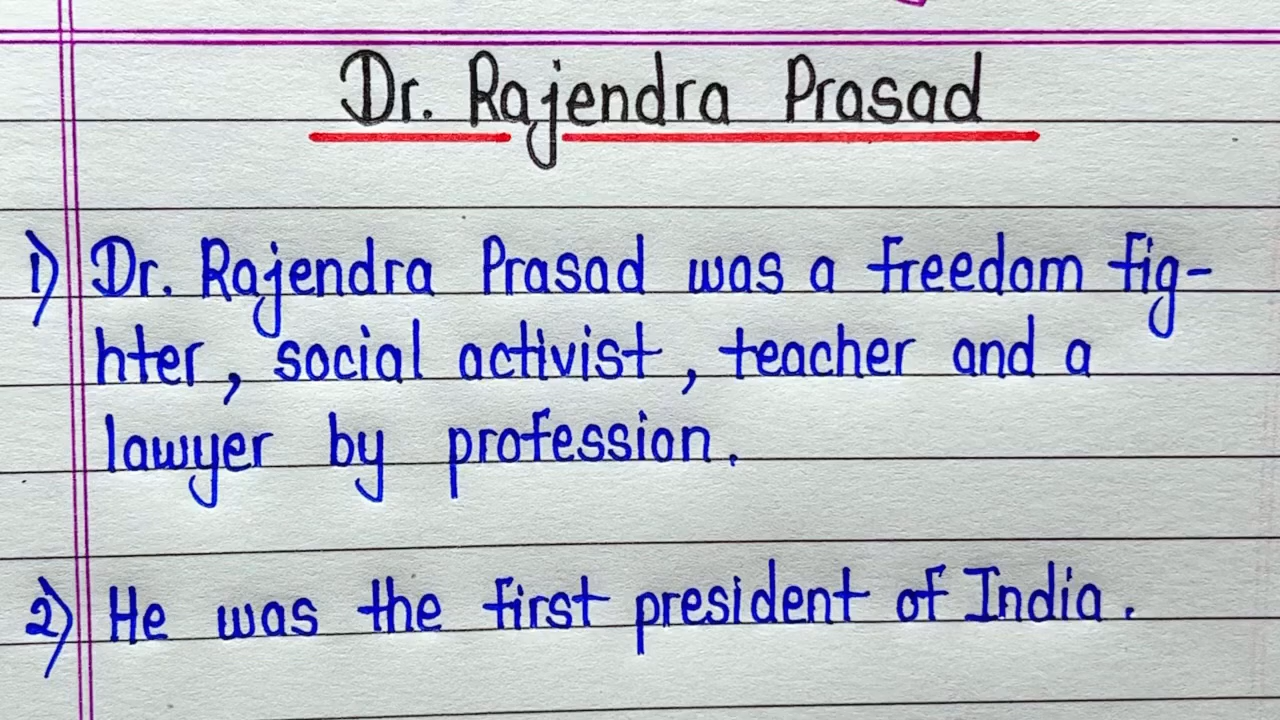 Dr. Rajendra Prasad
1) Dr. Rajendra Prasad was a freedom fig-
hter, social activist, teacher and a
lawyer by profession.
2) He was the first president of India.